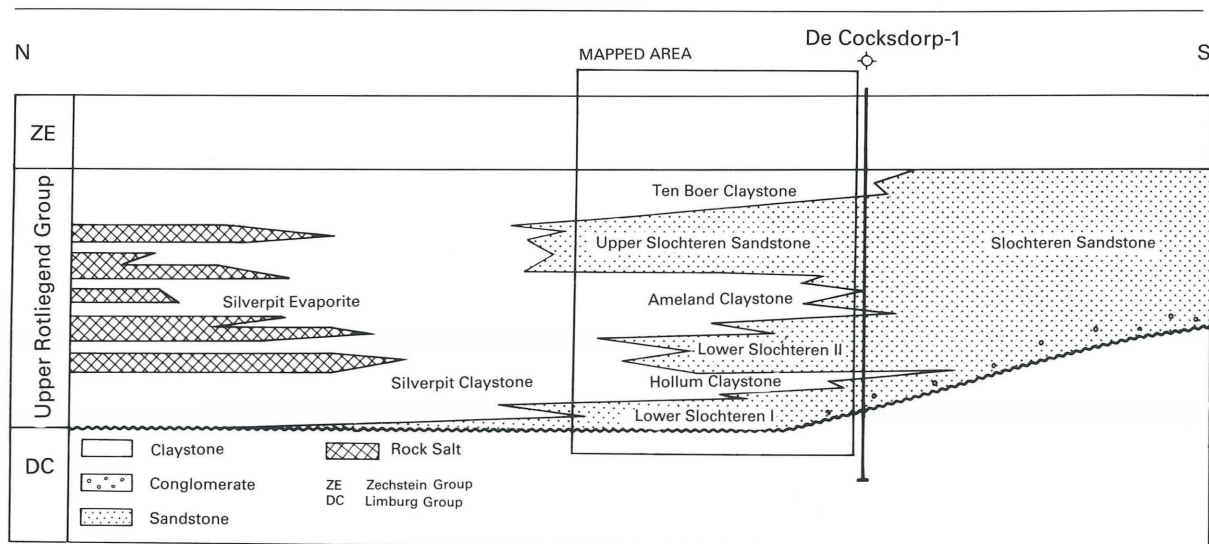 N
MAPPED AREA
De Cocksdorp-1
S
ZE
Upper Rotliegend Group
DC
Ten Boer Claystone
Upper Slochteren Sandstone
Slochteren Sandstone
Silverpit Evaporite
Ameland Claystone
Lower Slochteren II
Silverpit Claystone
Hollum Claystone
Lower Slochteren I
Claystone
Conglomerate
Sandstone
Rock Salt
ZE Zechstein Group
DC Limburg Group